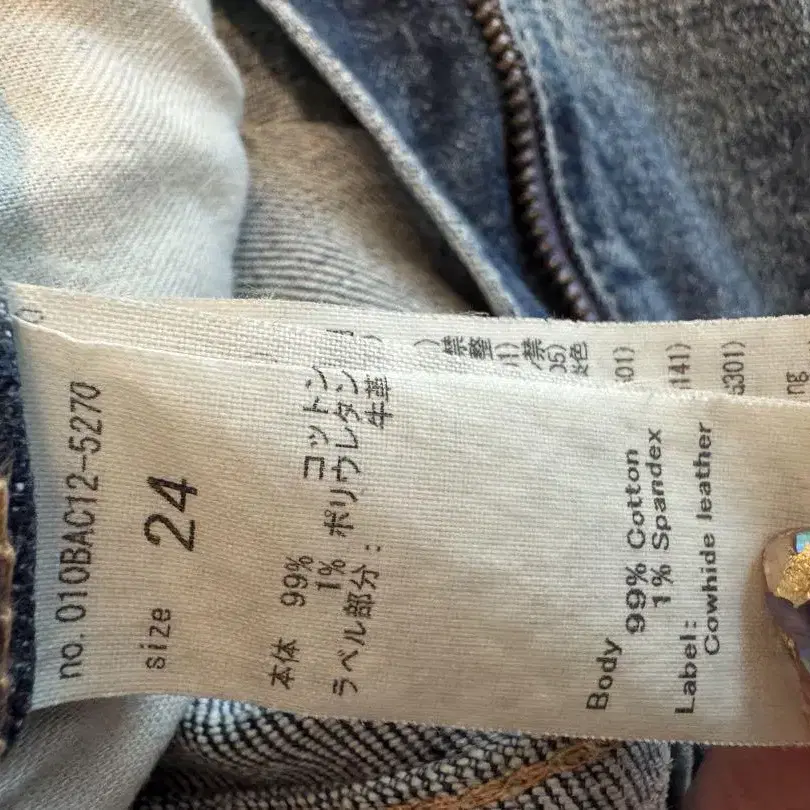 no.010BAC12-5270
size 24
本体 99% コットン
1% ポリウレタン
ラベル部分: 牛革
Body
99% Cotton
1% Spandex
Label:
Cowhide leather
301)